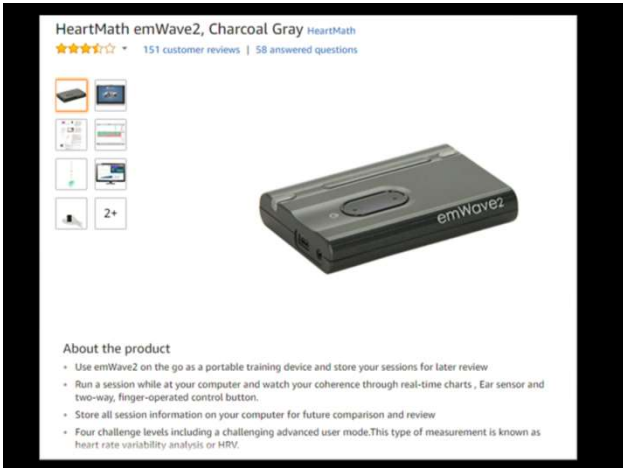 HeartMath emWave2, Charcoal Gray HeartMath
151 customer reviews | 58 answered questions
2+
emWave2
About the product
• Use emWave2 on the go as a portable training device and store your sessions for later review
• Run a session while at your computer and watch your coherence through real-time charts , Ear sensor and
two-way, finger-operated control button.
• Store all session information on your computer for future comparison and review
• Four challenge levels including a challenging advanced user mode.This type of measurement is known as
heart rate variability analysis or HRV.